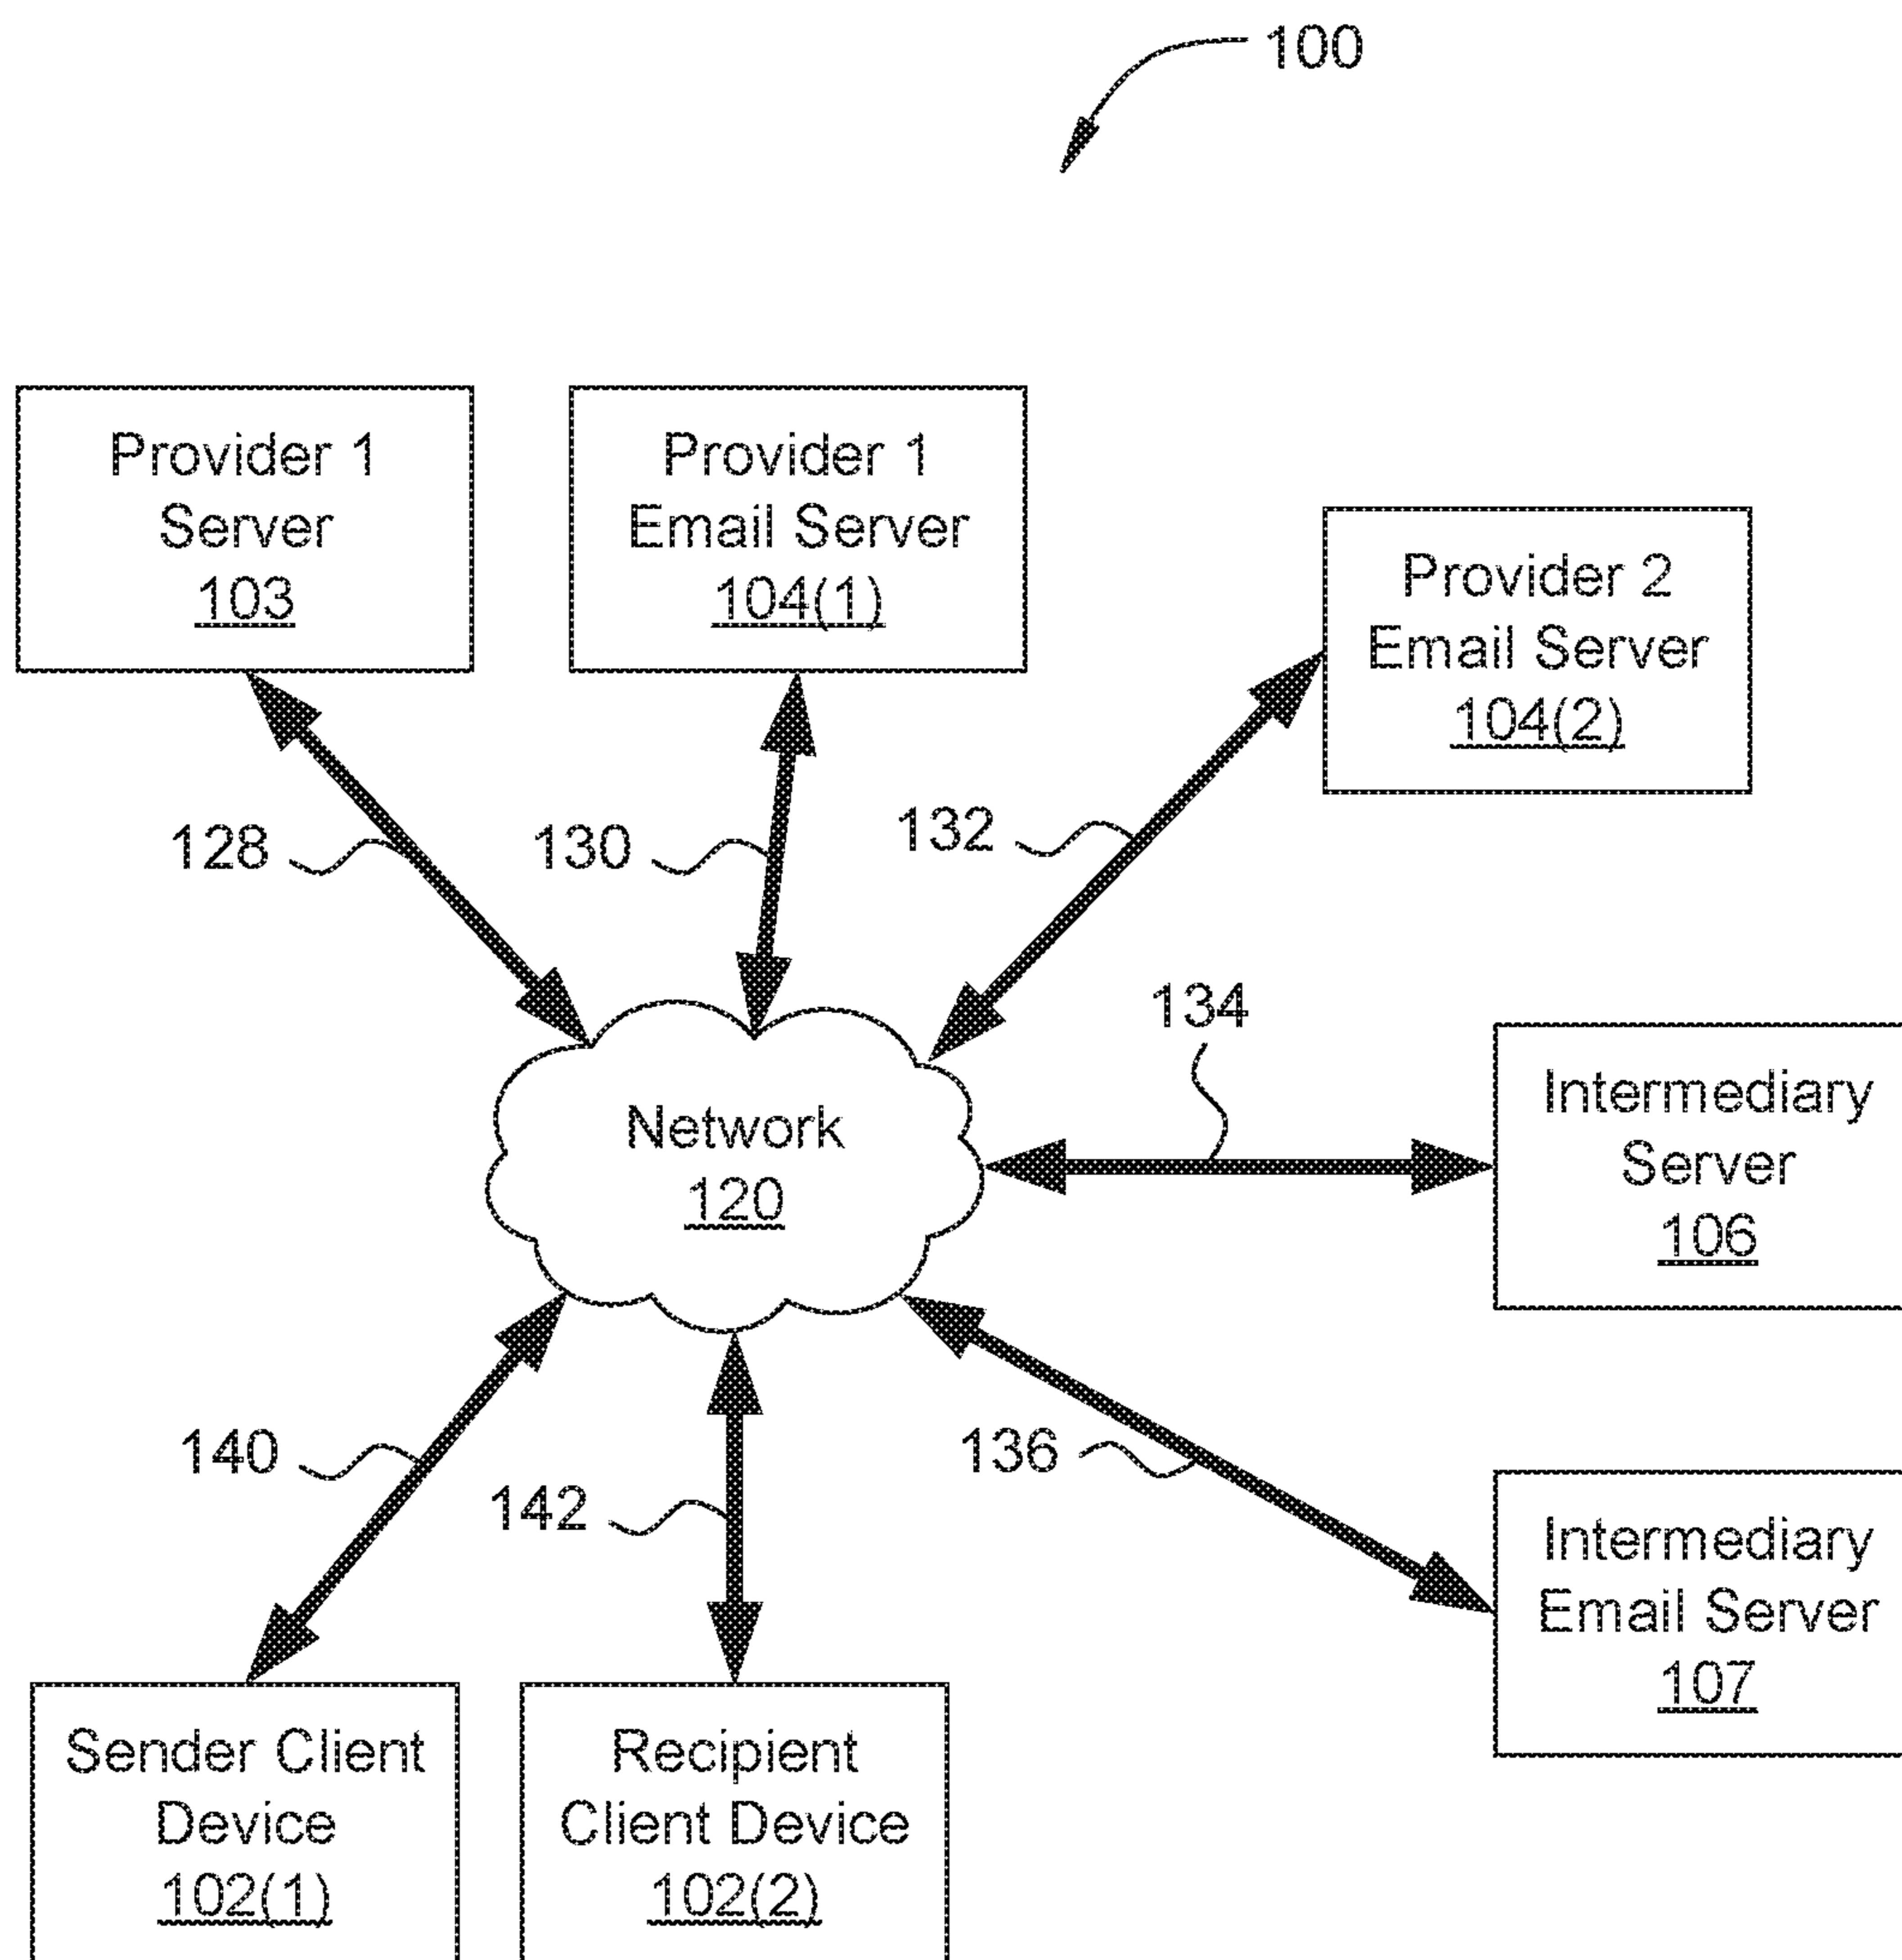 100
Provider 1
Server
103
Provider 1
Email Server
104(1)
Provider 2
Email Server
104(2)
128
130
132
134
Network
120
Intermediary
Server
106
140
142
136
Intermediary
Email Server
107
Sender Client
Device
102(1)
Recipient
Client Device
102(2)